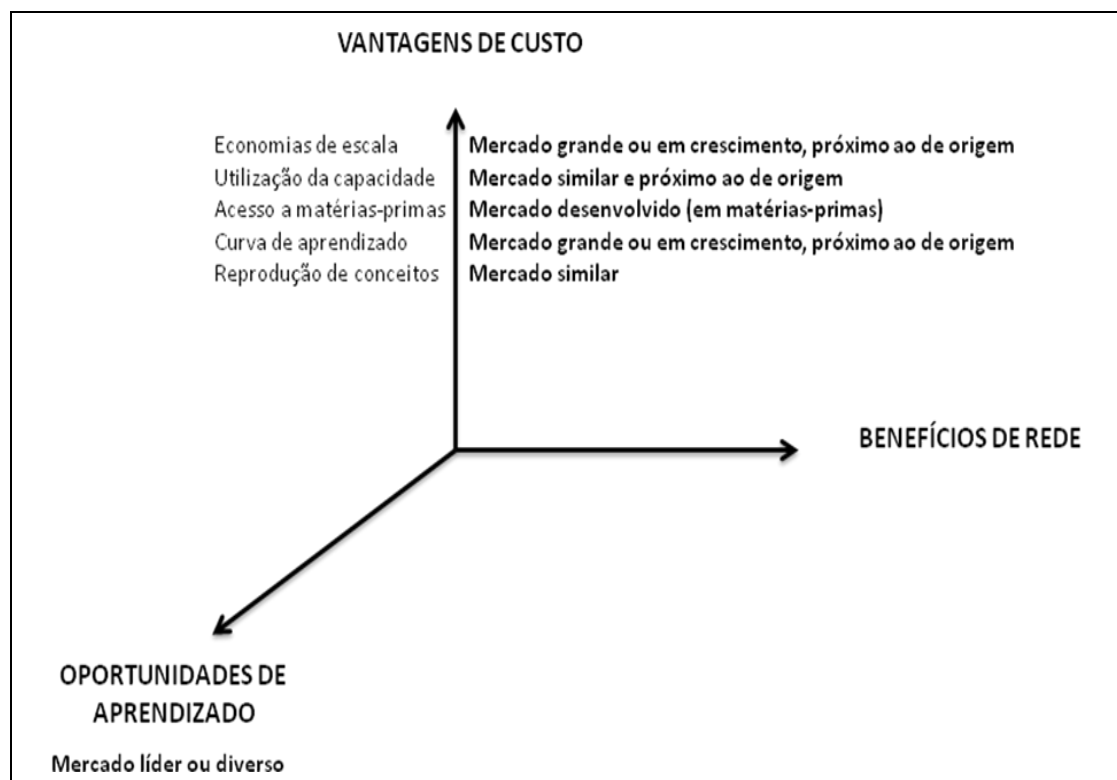 VANTAGENS DE CUSTO
Economias de escala Mercado grande ou em crescimento, próximo ao de origem
Utilização da capacidade Mercado similar e próximo ao de origem
Acesso a matérias-primas Mercado desenvolvido (em matérias-primas)
Curva de aprendizado Mercado grande ou em crescimento, próximo ao de origem
Reprodução de conceitos Mercado similar
BENEFÍCIOS DE REDE
OPORTUNIDADES DE
APRENDIZADO
Mercado líder ou diverso